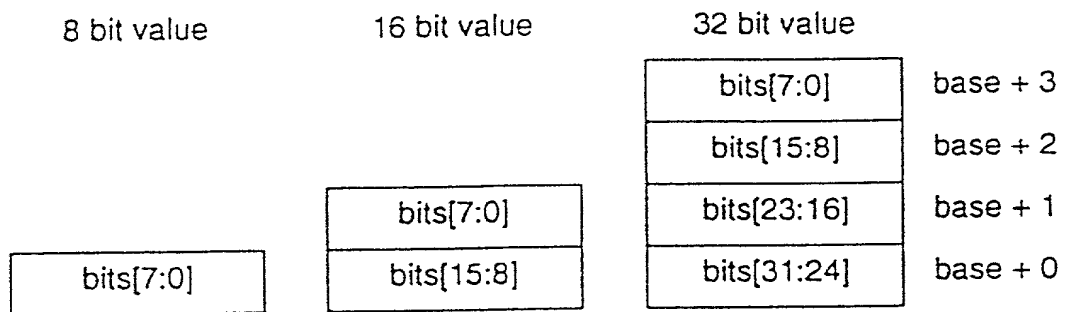 8 bit value 16 bit value 32 bit value
bits[7:0] base + 3
bits[15:8] base + 2
bits[7:0] bits[23:16] base + 1
bits[7:0] bits[15:8] bits[31:24] base + 0